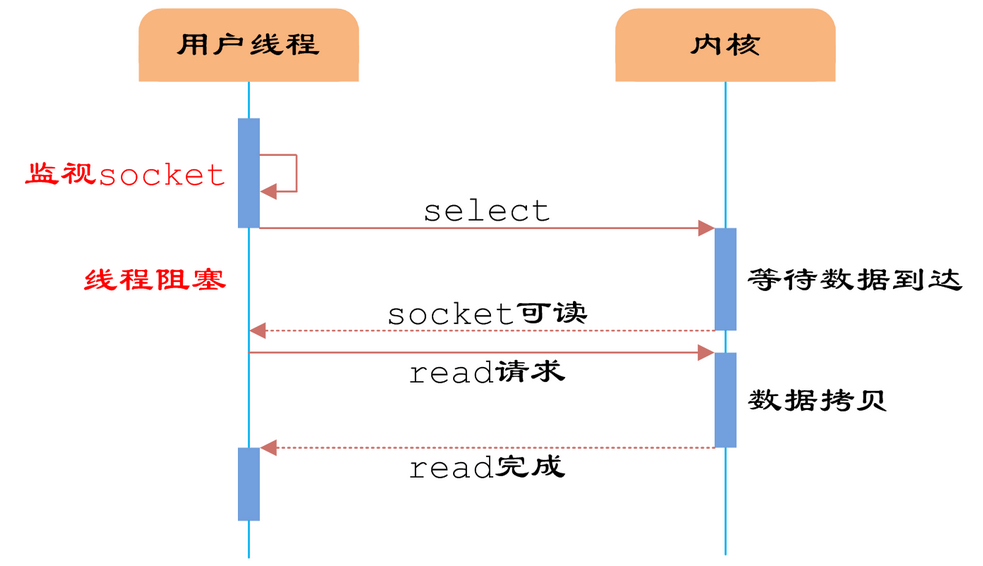 用户线程
内核
监视socket
select
线程阻塞
等待数据到达
socket可读
read请求
数据拷贝
read完成